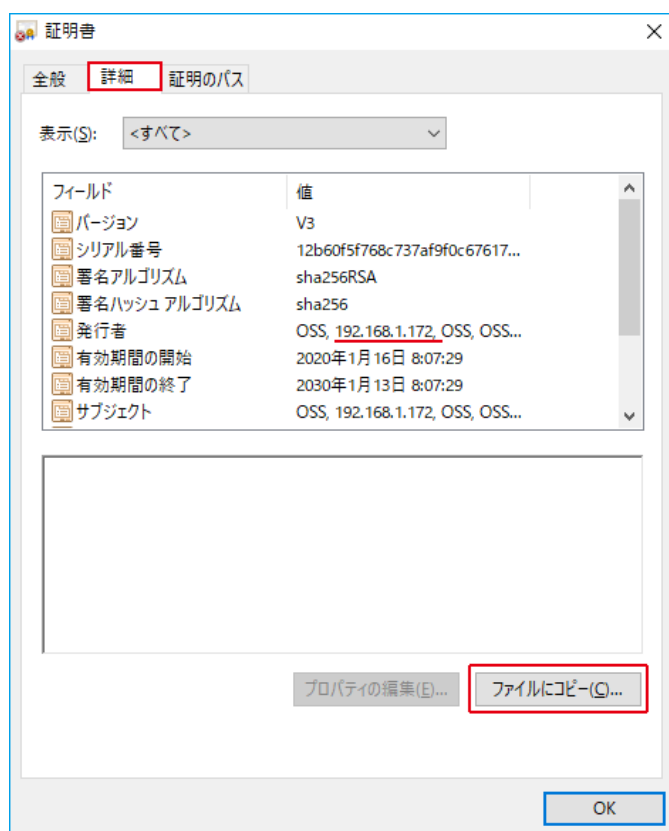 証明書
全般 詳細 証明のパス
表示(S): <すべて>
フィールド 値
バージョン V3
シリアル番号 12b60f5f768c737af9f0c67617...
署名アルゴリズム sha256RSA
署名ハッシュ アルゴリズム sha256
発行者 OSS, 192.168.1.172, OSS, OSS...
有効期間の開始 2020年1月16日 8:07:29
有効期間の終了 2030年1月13日 8:07:29
サブジェクト OSS, 192.168.1.172, OSS, OSS...
プロパティの編集(E)... ファイルにコピー(C)...
OK